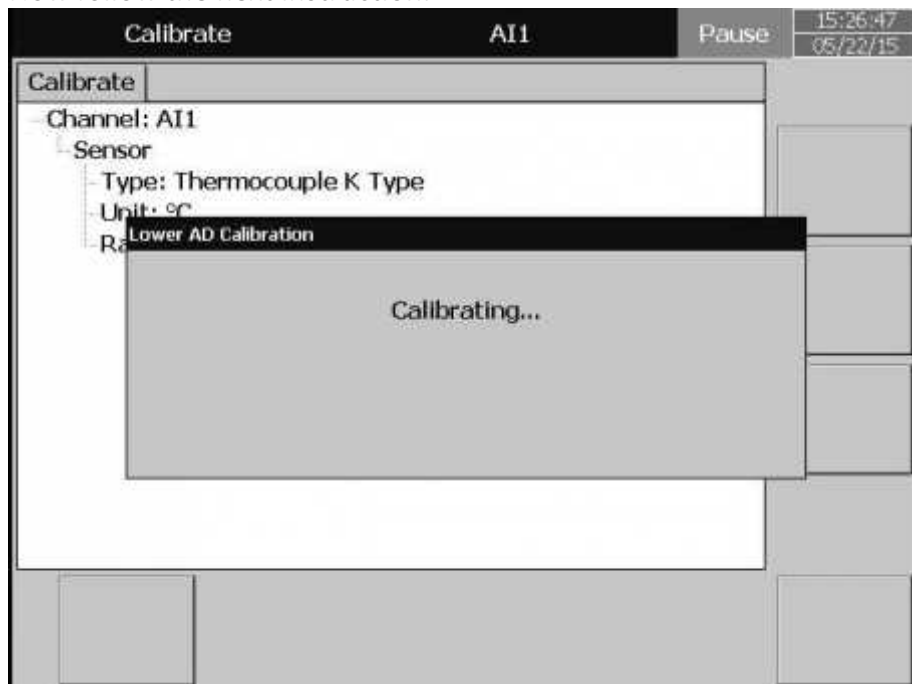 Calibrate AI1 Pause 15:26:47
05/22/15
Calibrate
Channel: AI1
Sensor
Type: Thermocouple K Type
Unit: °C
Ra
Lower AD Calibration
Calibrating...